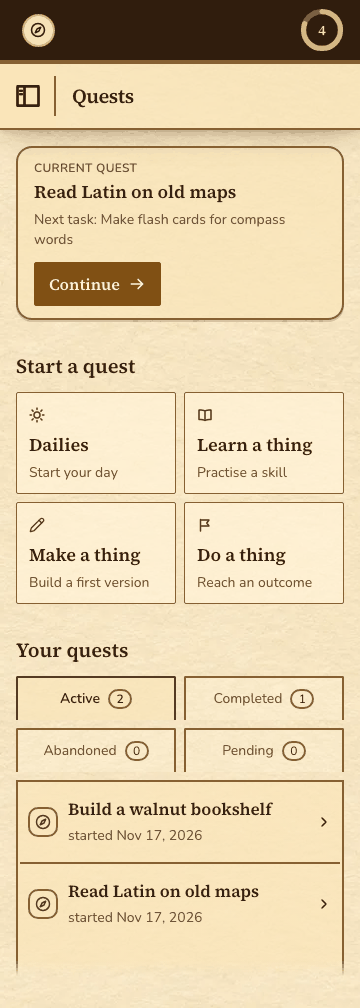 4
Quests
CURRENT QUEST
Read Latin on old maps
Next task: Make flash cards for compass
words
Continue
Start a quest
Dailies
Start your day
Learn a thing
Practise a skill
Make a thing
Build a first version
Do a thing
Reach an outcome
Your quests
Active 2
Completed 1
Abandoned 0
Pending 0
Build a walnut bookshelf
started Nov 17, 2026
Read Latin on old maps
started Nov 17, 2026